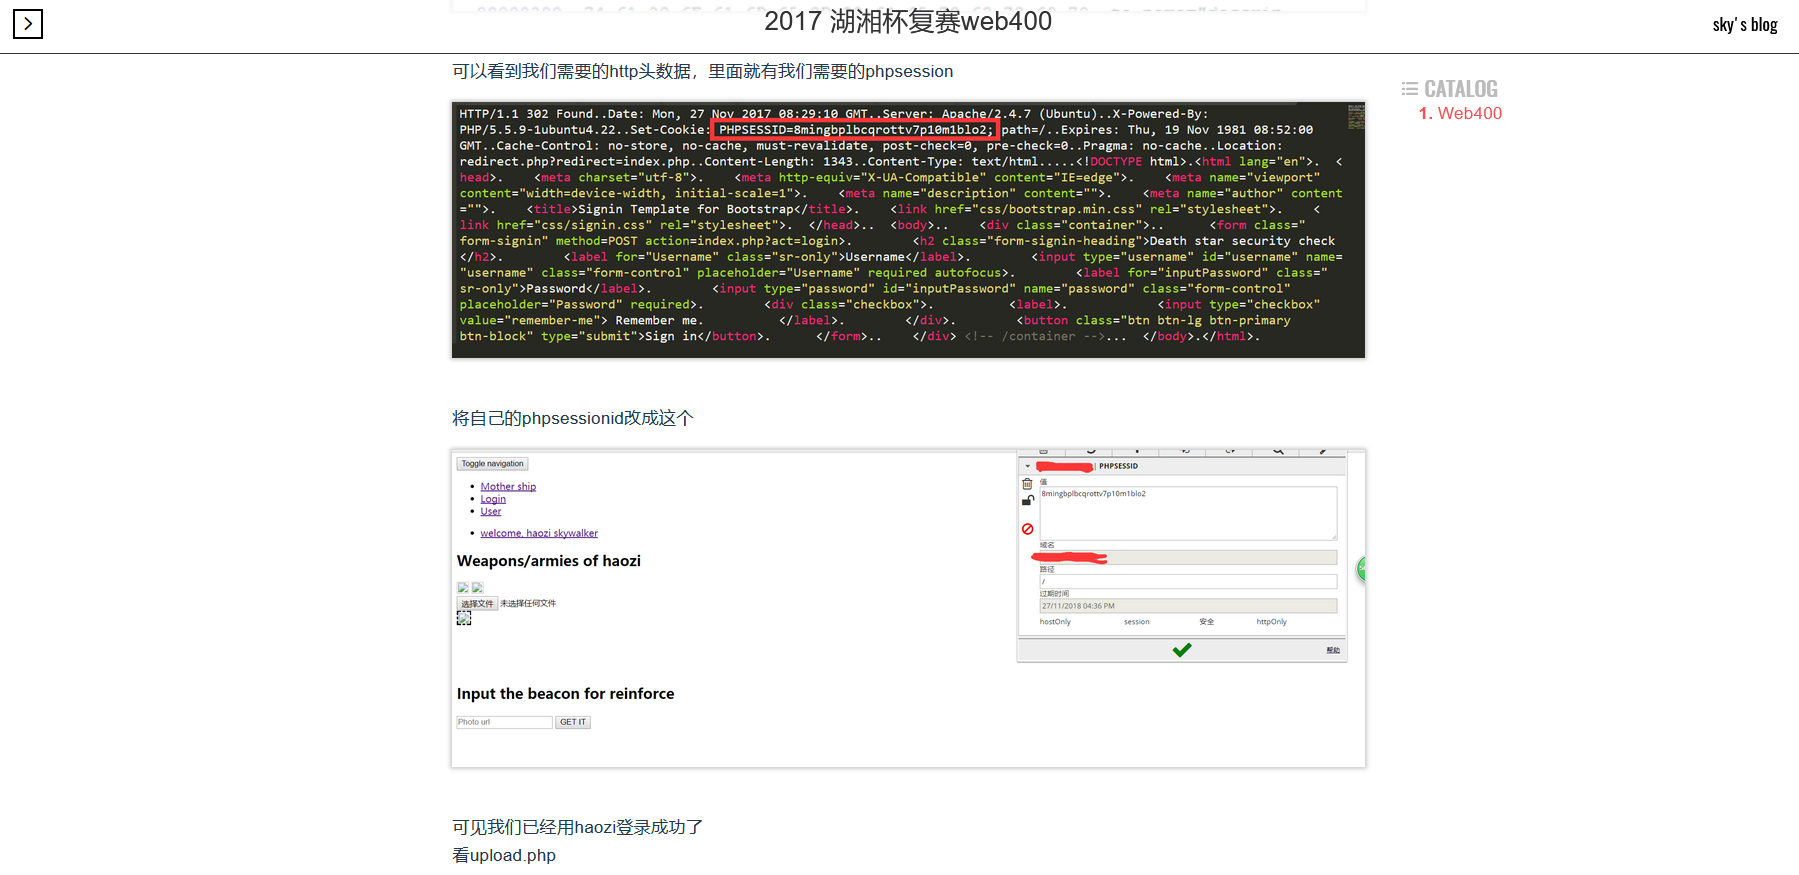 2017 湖湘杯复赛web400
sky's blog
可以看到我们需要的http头数据，里面就有我们需要的phpsession
CATALOG
1. Web400
HTTP/1.1 302 Found..Date: Mon, 27 Nov 2017 08:29:10 GMT..Server: Apache/2.4.7 (Ubuntu)..X-Powered-By:
PHP/5.5.9-1ubuntu4.22..Set-Cookie: PHPSESSID=8mingbplbcqrottv7p10m1blo2; path=/..Expires: Thu, 19 Nov 1981 08:52:00
GMT..Cache-Control: no-store, no-cache, must-revalidate, post-check=0, pre-check=0..Pragma: no-cache..Location:
redirect.php?redirect=index.php..Content-Length: 1343..Content-Type: text/html.....<!DOCTYPE html>.<html lang="en">.  <
head>.    <meta charset="utf-8">.    <meta http-equiv="X-UA-Compatible" content="IE=edge">.    <meta name="viewport"
content="width=device-width, initial-scale=1">.    <meta name="description" content="">.    <meta name="author" content
="">.    <title>Signin Template for Bootstrap</title>.    <link href="css/bootstrap.min.css" rel="stylesheet">.    <
link href="css/signin.css" rel="stylesheet">.  </head>..  <body>..    <div class="container">..      <form class="
form-signin" method=POST action=index.php?act=login>.        <h2 class="form-signin-heading">Death star security check
</h2>.        <label for="Username" class="sr-only">Username</label>.        <input type="username" id="username" name=
"username" class="form-control" placeholder="Username" required autofocus>.        <label for="inputPassword" class="
sr-only">Password</label>.        <input type="password" id="inputPassword" name="password" class="form-control"
placeholder="Password" required>.        <div class="checkbox">.          <label>.            <input type="checkbox"
value="remember-me"> Remember me.          </label>.        </div>.        <button class="btn btn-lg btn-primary
btn-block" type="submit">Sign in</button>.      </form>..    </div> <!-- /container -->...  </body>.</html>.
将自己的phpsessionid改成这个
Toggle navigation
Mother ship
Login
User
welcome, haozi skywalker
Weapons/armies of haozi
选择文件 未选择任何文件
Input the beacon for reinforce
Photo url GET IT
| PHPSESSID
值
8mingbplbcqrottv7p10m1blo2
域名
路径
/
过期时间
27/11/2018 04:36 PM
hostOnly session 安全 httpOnly
帮助
可见我们已经用haozi登录成功了
看upload.php